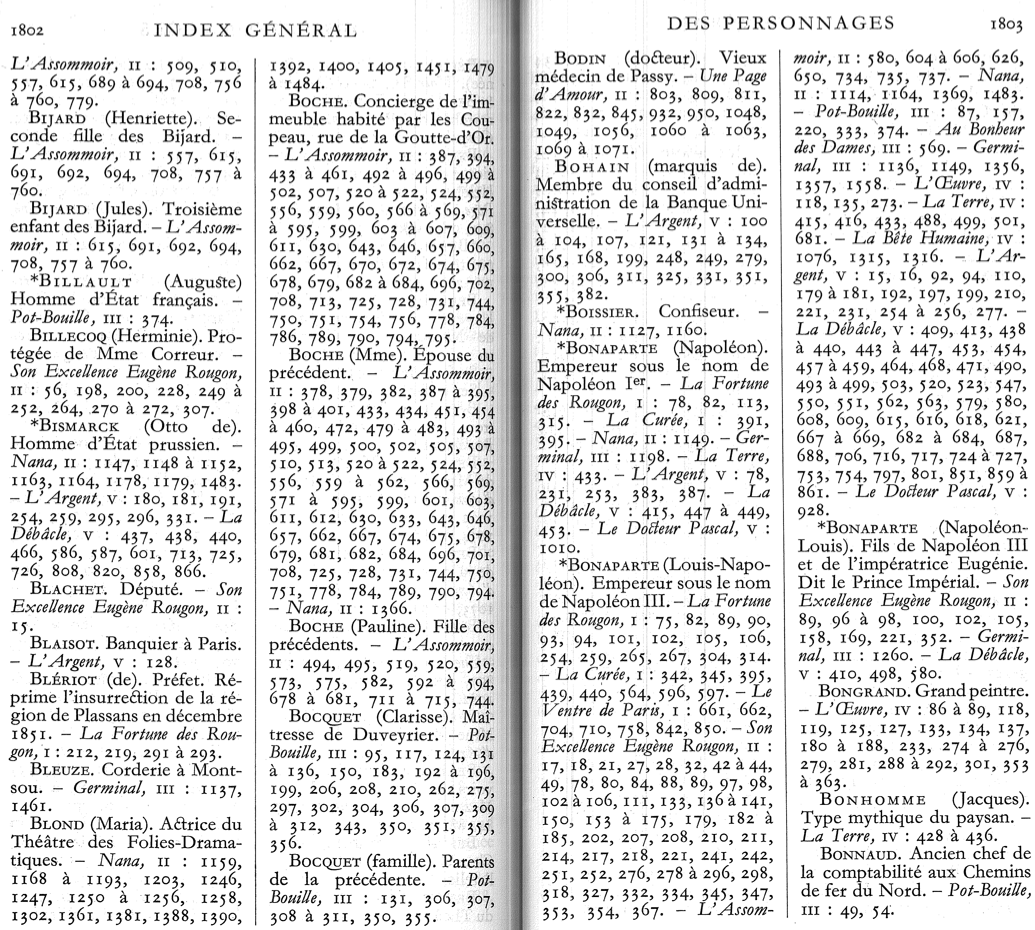 1802 INDEX GÉNÉRAL
L'Assommoir, II : 509, 510,
557, 615, 689 à 694, 708, 756
à 760, 779.
BIJARD (Henriette). Se-
conde fille des Bijard. –
L'Assommoir, II : 557, 615,
691, 692, 694, 708, 757 à
760.
BIJARD (Jules). Troisième
enfant des Bijard. – L'Assom-
moir, II : 615, 691, 692, 694,
708, 757 à 760.
*BILLAULT (Auguste)
Homme d'État français. –
Pot-Bouille, III : 374.
BILLECOQ (Herminie). Pro-
tégée de Mme Correur. –
Son Excellence Eugène Rougon,
II : 56, 198, 200, 228, 249 à
252, 264, 270 à 272, 307.
*BISMARCK (Otto de).
Homme d'État prussien. –
Nana, II : 1147, 1148 à 1152,
1163, 1164, 1178, 1179, 1483.
– L'Argent, V : 180, 181, 191,
254, 259, 295, 296, 331. – La
Débâcle, V : 437, 438, 440,
466, 586, 587, 601, 713, 725,
726, 808, 820, 858, 866.
BLACHET. Député. – Son
Excellence Eugène Rougon, II :
15.
BLAISOT. Banquier à Paris.
– L'Argent, V : 128.
BLÉRIOT (de). Préfet. Ré-
prime l'insurrection de la ré-
gion de Plassans en décembre
1851. – La Fortune des Rou-
gon, I : 212, 219, 291 à 293.
BLEUZE. Corderie à Mont-
sou. – Germinal, III : 1137,
1461.
BLOND (Maria). Actrice du
Théâtre des Folies-Drama-
tiques. – Nana, II : 1159,
1168 à 1193, 1203, 1246,
1247, 1250 à 1256, 1258,
1302, 1361, 1381, 1388, 1390,
1392, 1400, 1405, 1451, 1479
à 1484.
BOCHE. Concierge de l'im-
meuble habité par les Cou-
peau, rue de la Goutte-d'Or.
– L'Assommoir, II : 387, 394,
433 à 461, 492 à 496, 499 à
502, 507, 520 à 522, 524, 552,
556, 559, 560, 566 à 569, 571
à 595, 599, 603 à 607, 609,
611, 630, 643, 646, 657, 660,
662, 667, 670, 672, 674, 675,
678, 679, 682 à 684, 696, 702,
708, 713, 725, 728, 731, 744,
750, 751, 754, 756, 778, 784,
786, 789, 790, 794, 795.
BOCHE (Mme). Épouse du
précédent. – L'Assommoir,
II : 378, 379, 382, 387 à 395,
398 à 401, 433, 434, 451, 454
à 460, 472, 479 à 483, 493 à
495, 499, 500, 502, 505, 507,
510, 513, 520 à 522, 524, 552,
556, 559 à 562, 566, 569,
571 à 595, 599, 601, 603,
611, 612, 630, 633, 643, 646,
657, 662, 667, 674, 675, 678,
679, 681, 682, 684, 696, 701,
708, 725, 728, 731, 744, 750,
751, 778, 784, 789, 790, 794.
– Nana, II : 1366.
BOCHE (Pauline). Fille des
précédents. – L'Assommoir,
II : 494, 495, 519, 520, 559,
573, 575, 582, 592 à 594,
678 à 681, 711 à 715, 744.
BOCQUET (Clarisse). Maî-
tresse de Duveyrier. – Pot-
Bouille, III : 95, 117, 124, 131
à 136, 150, 183, 192 à 196,
199, 206, 208, 210, 262, 275,
297, 302, 304, 306, 307, 309
à 312, 343, 350, 351, 355,
356.
BOCQUET (famille). Parents
de la précédente. – Pot-
Bouille, III : 131, 306, 307,
308 à 311, 350, 355.
DES PERSONNAGES 1803
BODIN (docteur). Vieux
médecin de Passy. – Une Page
d'Amour, II : 803, 809, 811,
822, 832, 845, 932, 950, 1048,
1049, 1056, 1060 à 1063,
1069 à 1071.
BOHAIN (marquis de).
Membre du conseil d'admi-
nistration de la Banque Uni-
verselle. – L'Argent, V : 100
à 104, 107, 121, 131 à 134,
165, 168, 199, 248, 249, 279,
300, 306, 311, 325, 331, 351,
355, 382.
*BOISSIER. Confiseur. –
Nana, II : 1127, 1160.
*BONAPARTE (Napoléon).
Empereur sous le nom de
Napoléon Ier. – La Fortune
des Rougon, I : 78, 82, 113,
315. – La Curée, I : 391,
395. – Nana, II : 1149. – Ger-
minal, III : 1198. – La Terre,
IV : 433. – L'Argent, V : 78,
231, 253, 383, 387. – La
Débâcle, V : 415, 447 à 449,
453. – Le Docteur Pascal, V :
1010.
*BONAPARTE (Louis-Napo-
léon). Empereur sous le nom
de Napoléon III. – La Fortune
des Rougon, I : 75, 82, 89, 90,
93, 94, 101, 102, 105, 106,
254, 259, 265, 267, 304, 314.
– La Curée, I : 342, 345, 395,
439, 440, 564, 596, 597. – Le
Ventre de Paris, I : 661, 662,
704, 710, 758, 842, 850. – Son
Excellence Eugène Rougon, II :
17, 18, 21, 27, 28, 32, 42 à 44,
49, 78, 80, 84, 88, 89, 97, 98,
102 à 106, 111, 133, 136 à 141,
150, 153 à 175, 179, 182 à
185, 202, 207, 208, 210, 211,
214, 217, 218, 221, 241, 242,
251, 252, 276, 278 à 296, 298,
318, 327, 332, 334, 345, 347,
353, 354, 367. – L'Assom-
moir, II : 580, 604 à 606, 626,
650, 734, 735, 737. – Nana,
II : 1114, 1164, 1369, 1483.
– Pot-Bouille, III : 87, 157,
220, 333, 374. – Au Bonheur
des Dames, III : 569. – Germi-
nal, III : 1136, 1149, 1356,
1357, 1558. – L'Œuvre, IV :
118, 135, 273. – La Terre, IV :
415, 416, 433, 488, 499, 501,
681. – La Bête Humaine, IV :
1076, 1315, 1316. – L'Ar-
gent, V : 15, 16, 92, 94, 110,
179 à 181, 192, 197, 199, 210,
221, 231, 254 à 256, 277. –
La Débâcle, V : 409, 413, 438
à 440, 443 à 447, 453, 454,
457 à 459, 464, 468, 471, 490,
493 à 499, 503, 520, 523, 547,
550, 551, 562, 563, 579, 580,
608, 609, 615, 616, 618, 621,
667 à 669, 682 à 684, 687,
688, 706, 716, 717, 724 à 727,
753, 754, 797, 801, 851, 859 à
861. – Le Docteur Pascal, V :
928.
*BONAPARTE (Napoléon-
Louis). Fils de Napoléon III
et de l'impératrice Eugénie.
Dit le Prince Impérial. – Son
Excellence Eugène Rougon, II :
89, 96 à 98, 100, 102, 105,
158, 169, 221, 352. – Germi-
nal, III : 1260. – La Débâcle,
V : 410, 498, 580.
BONGRAND. Grand peintre.
– L'Œuvre, IV : 86 à 89, 118,
119, 125, 127, 133, 134, 137,
180 à 188, 233, 274 à 276,
279, 281, 288 à 292, 301, 353
à 363.
BONHOMME (Jacques).
Type mythique du paysan. –
La Terre, IV : 428 à 436.
BONNAUD. Ancien chef de
la comptabilité aux Chemins
de fer du Nord. – Pot-Bouille,
III : 49, 54.